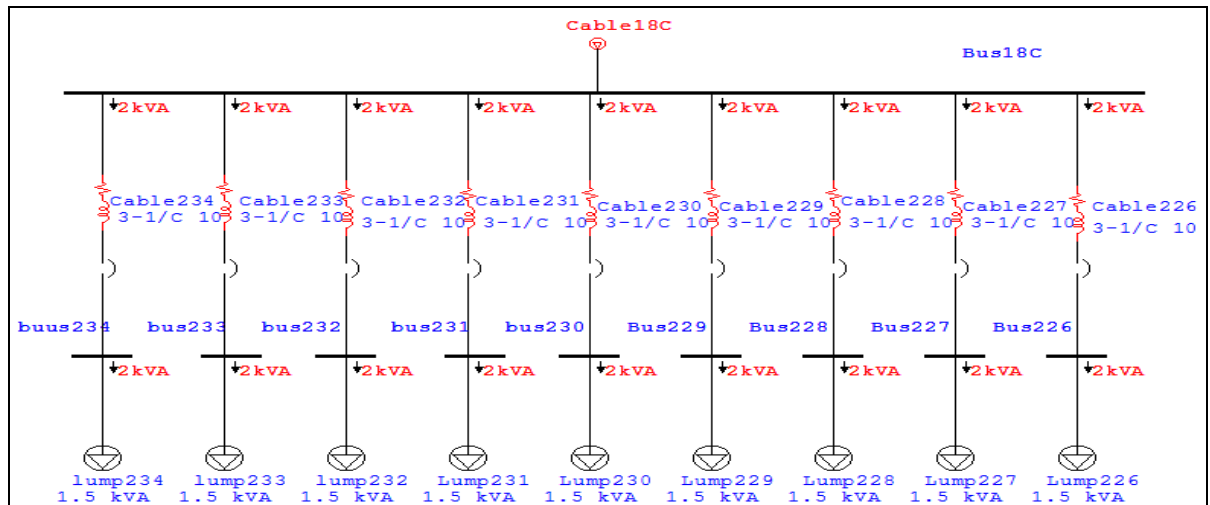 Cable18C
Bus18C
2kVA 2kVA 2kVA 2kVA 2kVA 2kVA 2kVA 2kVA 2kVA
Cable234 Cable233 Cable232 Cable231 Cable230 Cable229 Cable228 Cable227 Cable226
3-1/C 10 3-1/C 10 3-1/C 10 3-1/C 10 3-1/C 10 3-1/C 10 3-1/C 10 3-1/C 10 3-1/C 10
buus234 bus233 bus232 bus231 bus230 Bus229 Bus228 Bus227 Bus226
2kVA 2kVA 2kVA 2kVA 2kVA 2kVA 2kVA 2kVA 2kVA
lump234 lump233 lump232 Lump231 Lump230 Lump229 Lump228 Lump227 Lump226
1.5 kVA 1.5 kVA 1.5 kVA 1.5 kVA 1.5 kVA 1.5 kVA 1.5 kVA 1.5 kVA 1.5 kVA